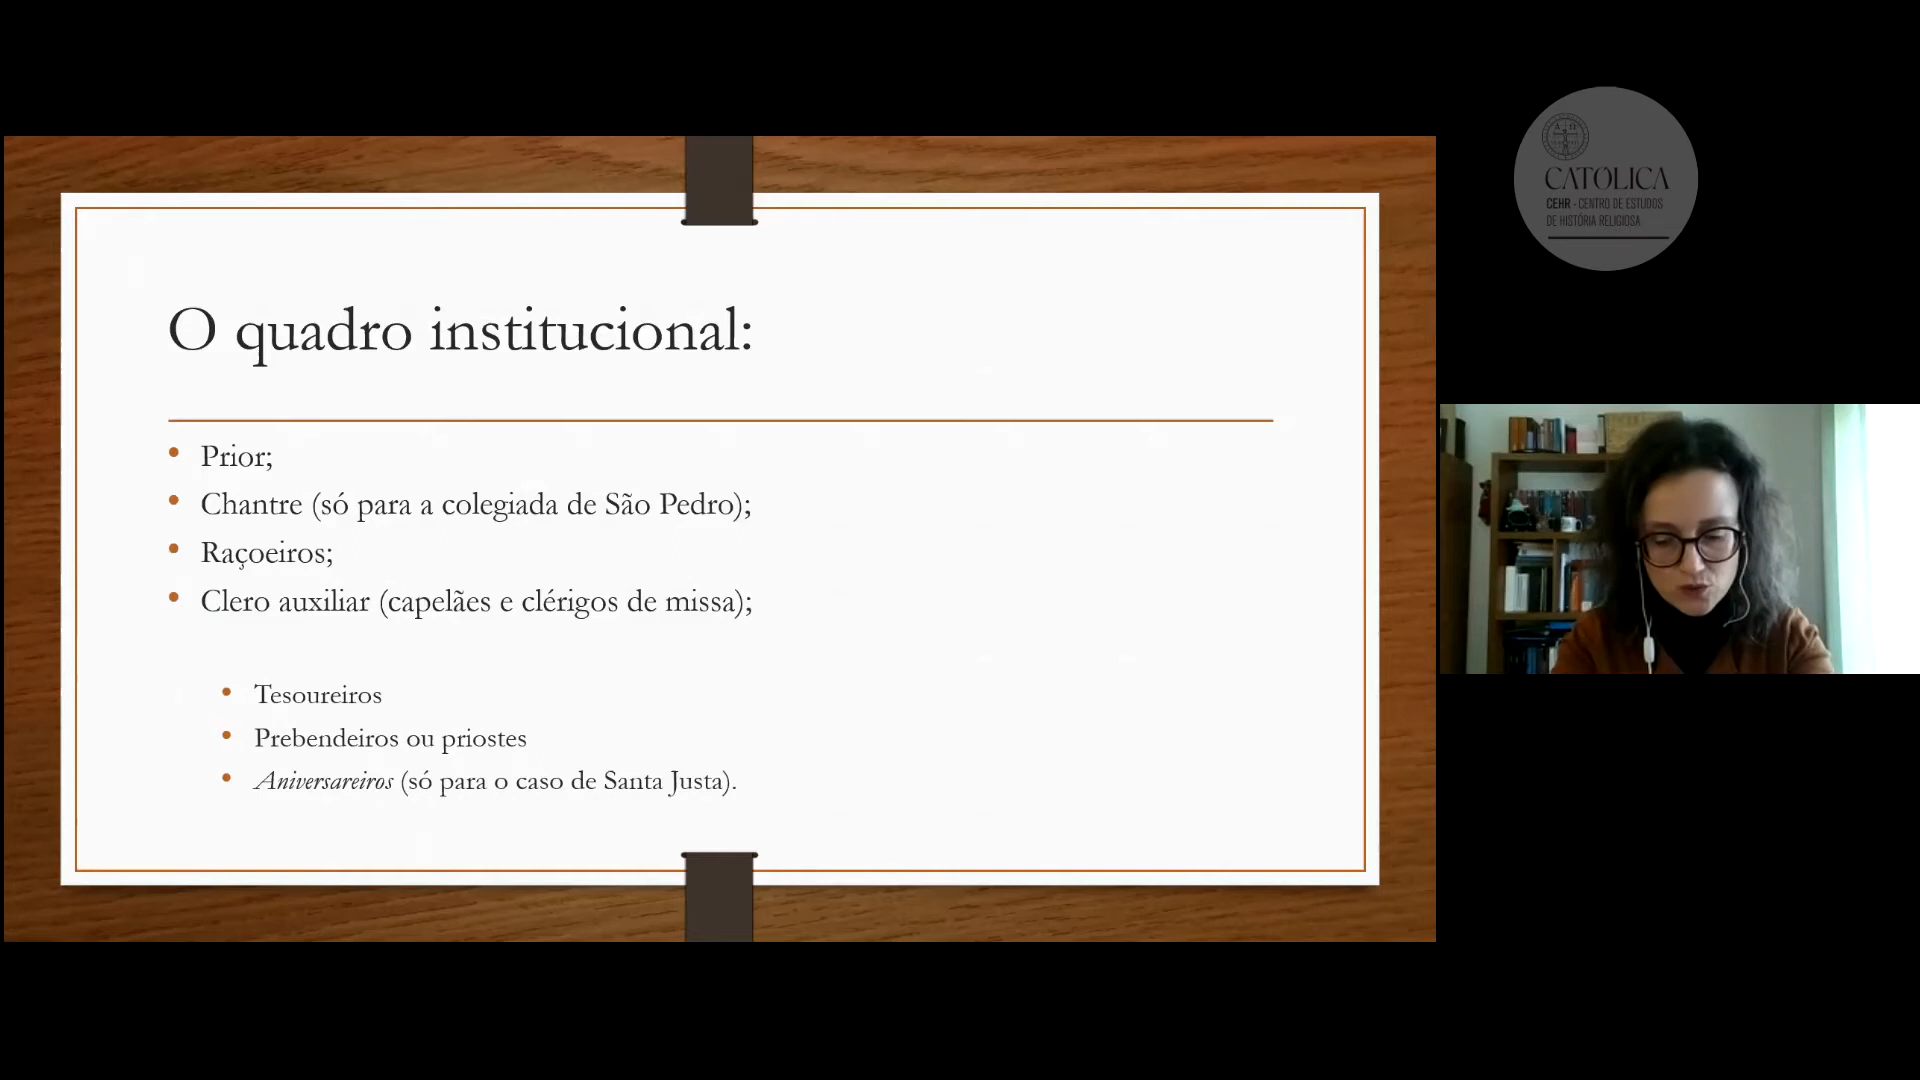 O quadro institucional:
• Prior;
• Chantre (só para a colegiada de São Pedro);
• Raçoeiros;
• Clero auxiliar (capelães e clérigos de missa);
• Tesoureiros
• Prebendeiros ou priostes
• Aniversareiros (só para o caso de Santa Justa).
CATÓLICA
CEHR - CENTRO DE ESTUDOS
DE HISTÓRIA RELIGIOSA